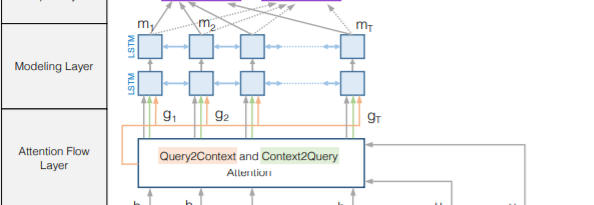 m1 m2 mT
LSTM
Modeling Layer
LSTM
g1 g2 gT
Attention Flow
Layer
Query2Context and Context2Query
Attention